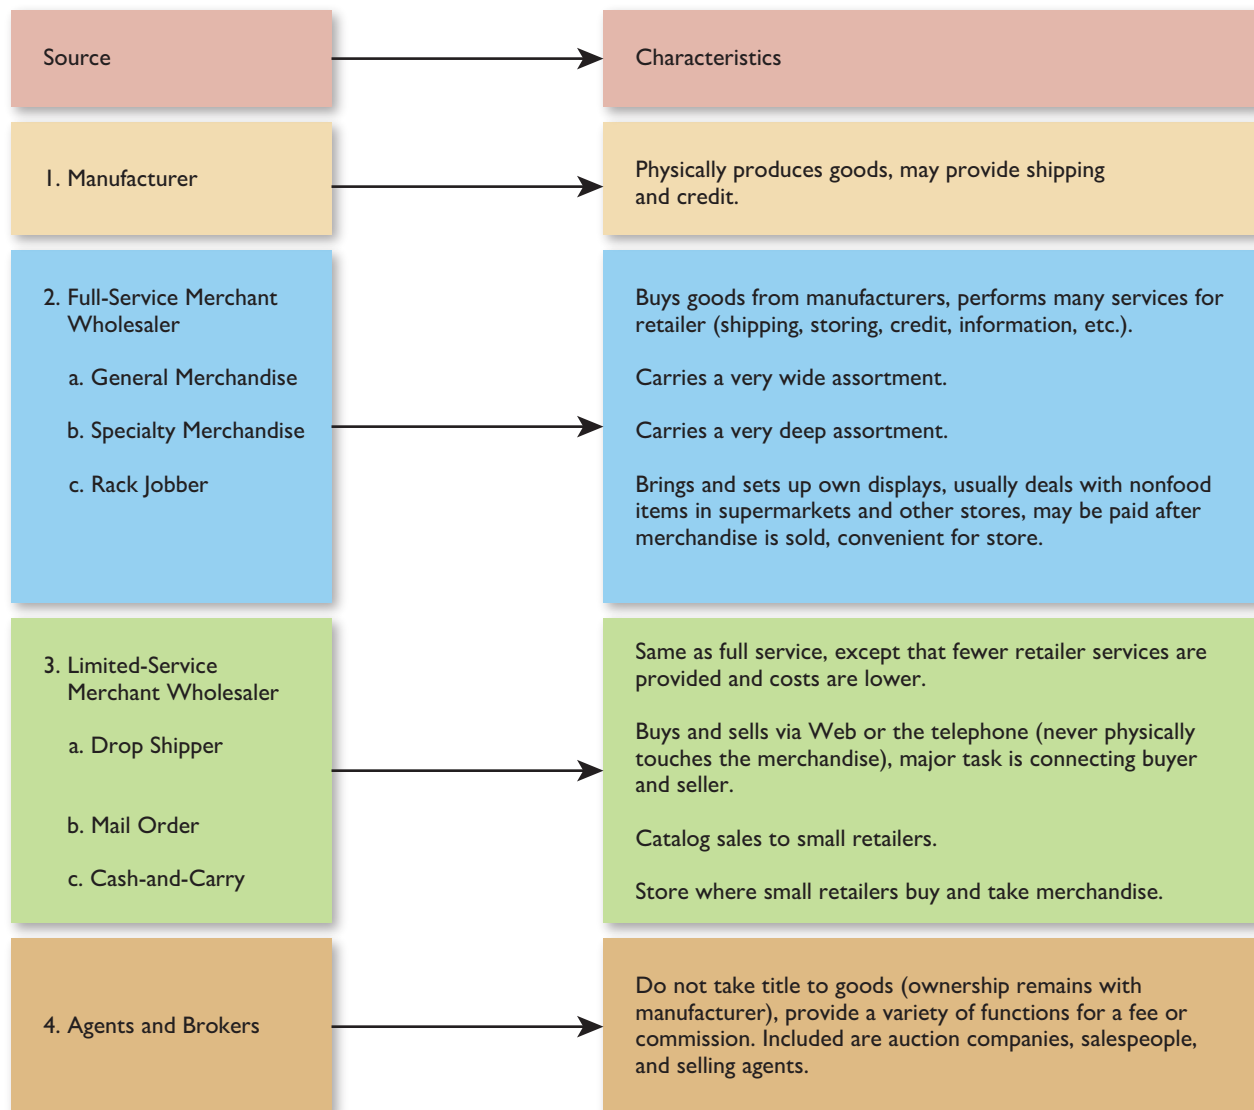 Source
Characteristics
1. Manufacturer
Physically produces goods, may provide shipping
and credit.
2. Full-Service Merchant
Wholesaler
a. General Merchandise
b. Specialty Merchandise
c. Rack Jobber
Buys goods from manufacturers, performs many services for
retailer (shipping, storing, credit, information, etc.).
Carries a very wide assortment.
Carries a very deep assortment.
Brings and sets up own displays, usually deals with nonfood
items in supermarkets and other stores, may be paid after
merchandise is sold, convenient for store.
3. Limited-Service
Merchant Wholesaler
a. Drop Shipper
b. Mail Order
c. Cash-and-Carry
Same as full service, except that fewer retailer services are
provided and costs are lower.
Buys and sells via Web or the telephone (never physically
touches the merchandise), major task is connecting buyer
and seller.
Catalog sales to small retailers.
Store where small retailers buy and take merchandise.
4. Agents and Brokers
Do not take title to goods (ownership remains with
manufacturer), provide a variety of functions for a fee or
commission. Included are auction companies, salespeople,
and selling agents.